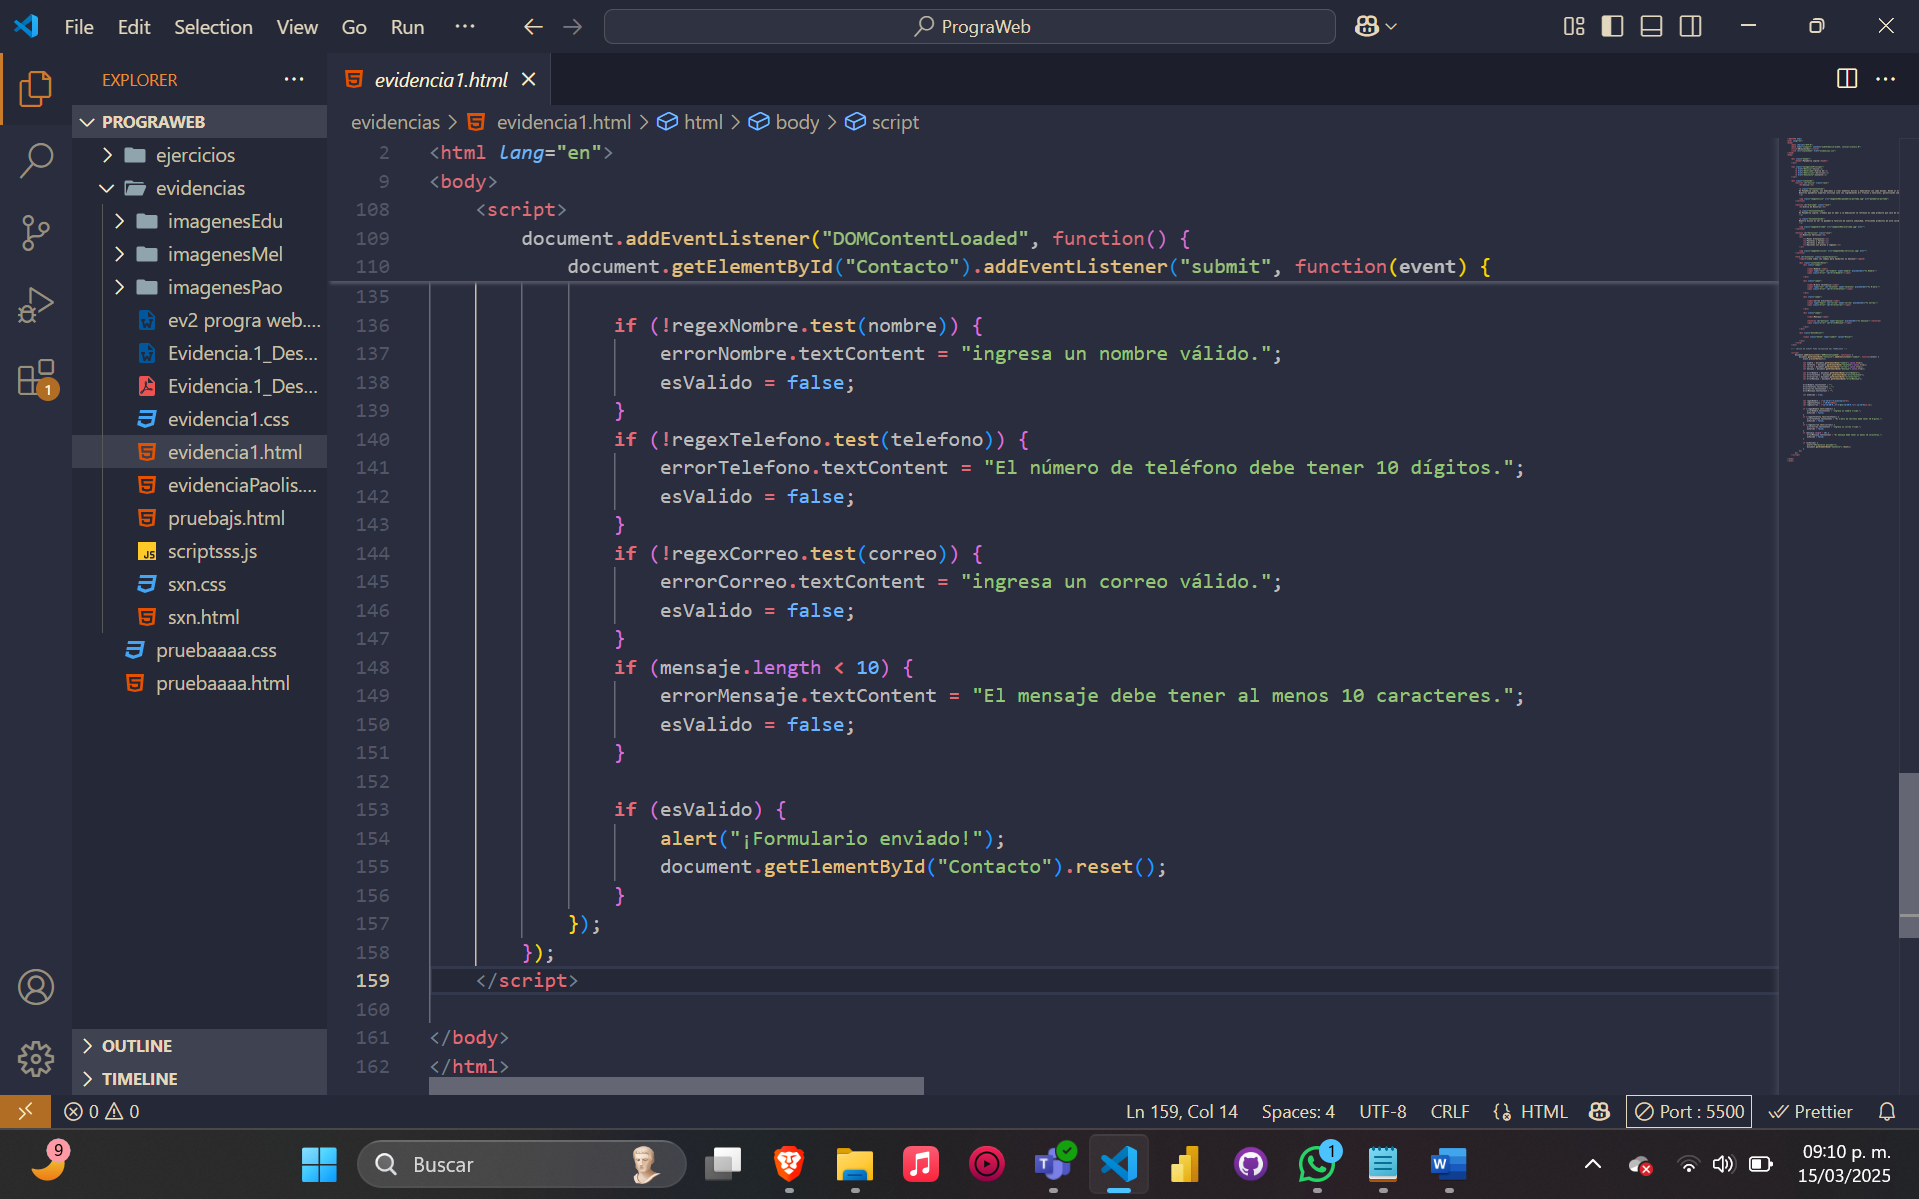 File Edit Selection View Go Run ···
PrograWeb
EXPLORER ···
evidencia1.html
PROGRAWEB
ejercicios
evidencias
imagenesEdu
imagenesMel
imagenesPao
ev2 progra web....
Evidencia.1_Des...
Evidencia.1_Des...
evidencia1.css
evidencia1.html
evidenciaPaolis....
pruebajs.html
JS scriptsss.js
sxn.css
sxn.html
pruebaaaa.css
pruebaaaa.html
OUTLINE
TIMELINE
1
evidencias > evidencia1.html > html > body > script
2 <html lang="en">
9 <body>
108 <script>
109 document.addEventListener("DOMContentLoaded", function() {
110 document.getElementById("Contacto").addEventListener("submit", function(event) {
135
136 if (!regexNombre.test(nombre)) {
137 errorNombre.textContent = "ingresa un nombre válido.";
138 esValido = false;
139 }
140 if (!regexTelefono.test(telefono)) {
141 errorTelefono.textContent = "El número de teléfono debe tener 10 dígitos.";
142 esValido = false;
143 }
144 if (!regexCorreo.test(correo)) {
145 errorCorreo.textContent = "ingresa un correo válido.";
146 esValido = false;
147 }
148 if (mensaje.length < 10) {
149 errorMensaje.textContent = "El mensaje debe tener al menos 10 caracteres.";
150 esValido = false;
151 }
152
153 if (esValido) {
154 alert("¡Formulario enviado!");
155 document.getElementById("Contacto").reset();
156 }
157 });
158 });
159 </script>
160
161 </body>
162 </html>
0 0 Ln 159, Col 14 Spaces: 4 UTF-8 CRLF HTML Port : 5500 Prettier
9 Buscar 1 09:10 p. m.
15/03/2025